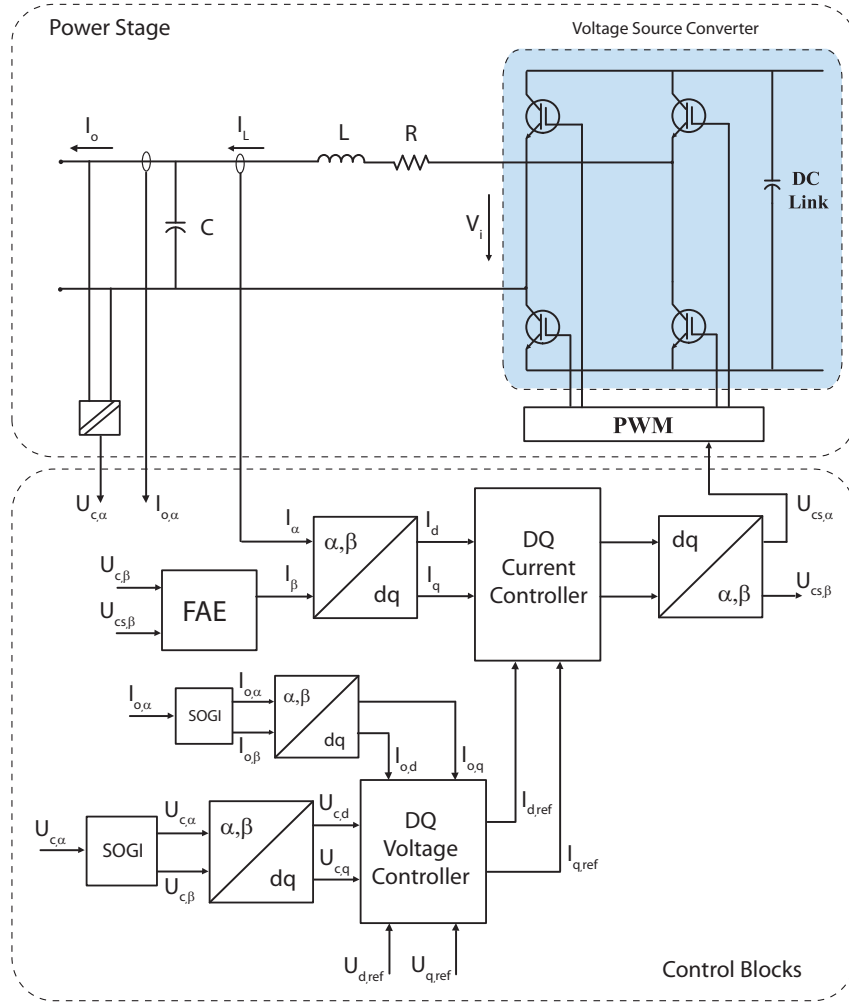 Power Stage
Voltage Source Converter
I_o
I_L
L
R
C
V_i
DC
Link
PWM
U_c,α
I_o,α
U_cs,α
I_α
α,β
dq
I_d
I_q
DQ
Current
Controller
dq
α,β
U_cs,β
U_c,β
U_cs,β
FAE
I_β
I_o,α
SOGI
I_o,α
I_o,β
α,β
dq
I_o,d
I_o,q
U_c,α
SOGI
U_c,α
U_c,β
α,β
dq
U_c,d
U_c,q
DQ
Voltage
Controller
I_d,ref
I_q,ref
U_d,ref
U_q,ref
Control Blocks